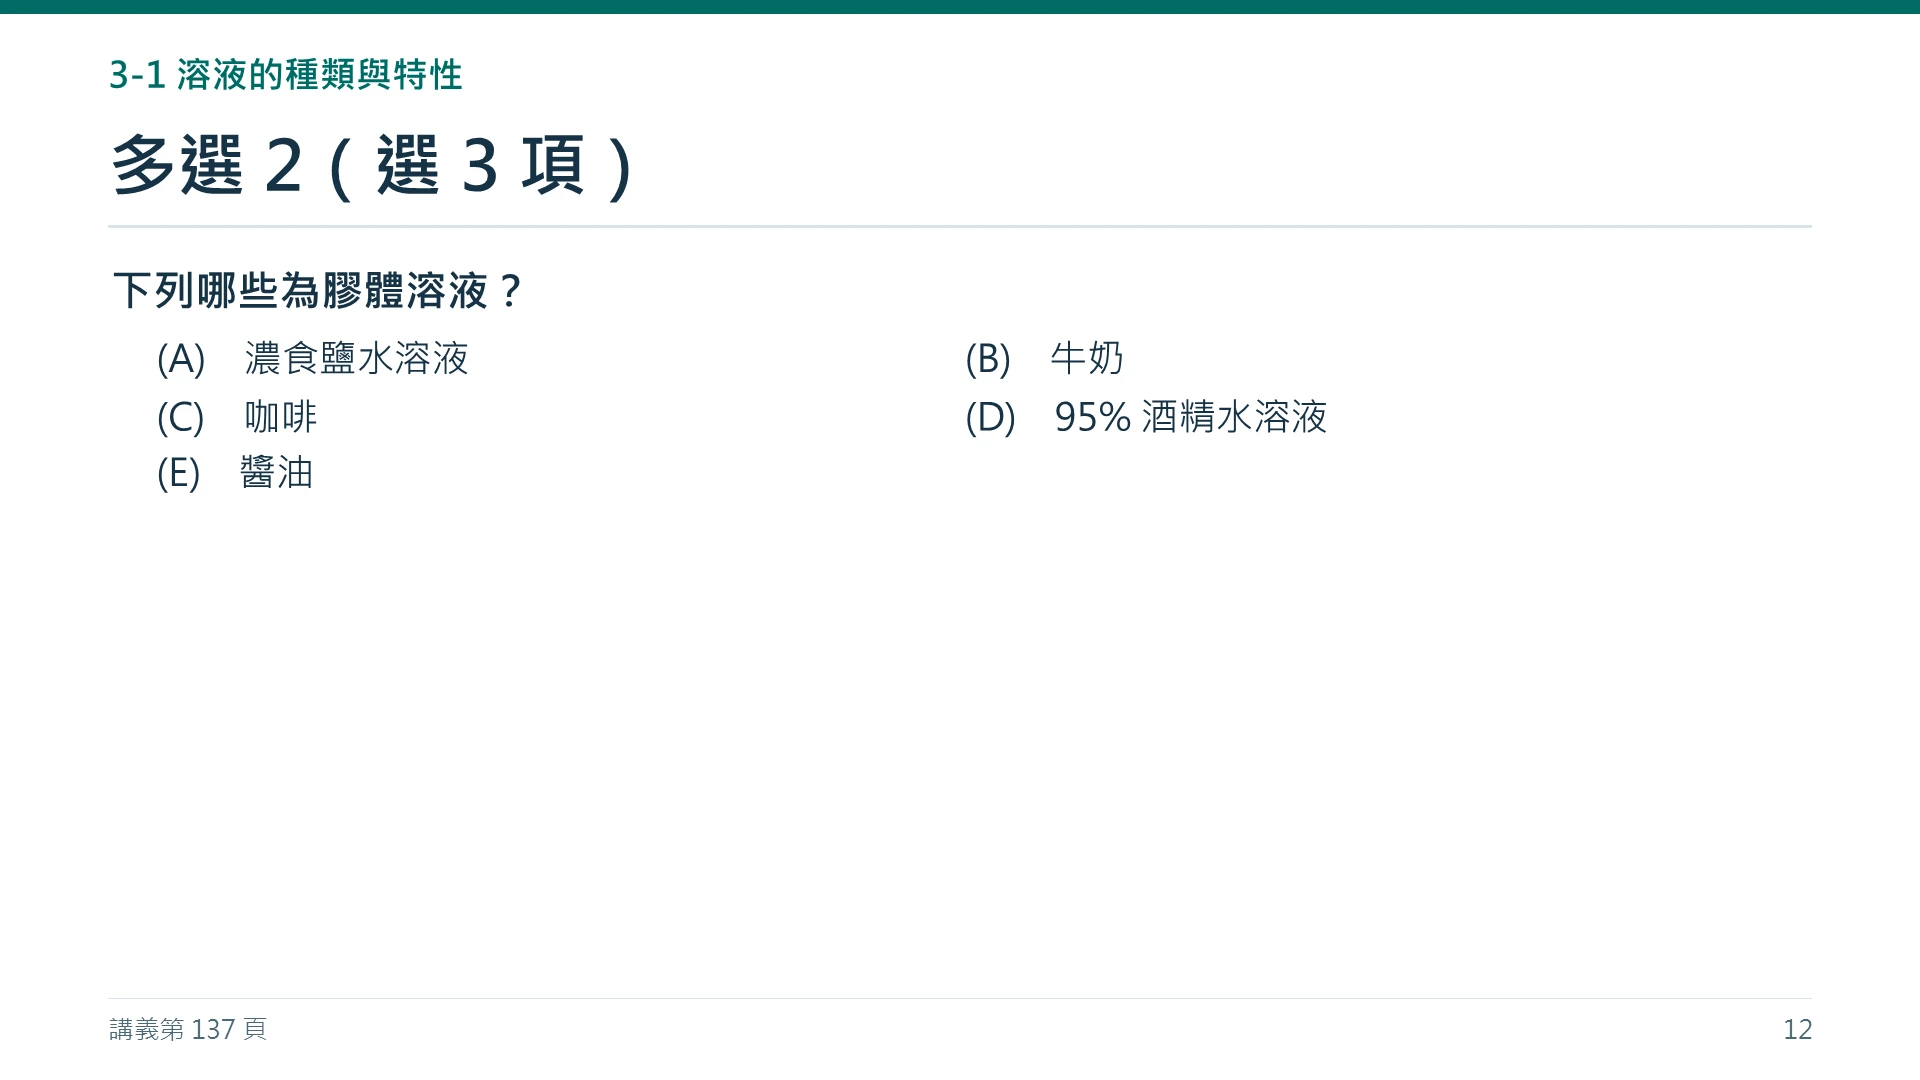 3-1 溶液的種類與特性
多選 2（選 3 項）
下列哪些為膠體溶液？
(A) 濃食鹽水溶液 (B) 牛奶
(C) 咖啡 (D) 95% 酒精水溶液
(E) 醬油
講義第 137 頁 12